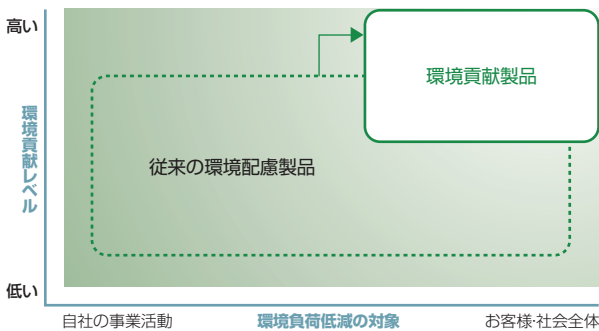 高い
環境貢献製品
環境貢献レベル
従来の環境配慮製品
低い
自社の事業活動
環境負荷低減の対象
お客様・社会全体